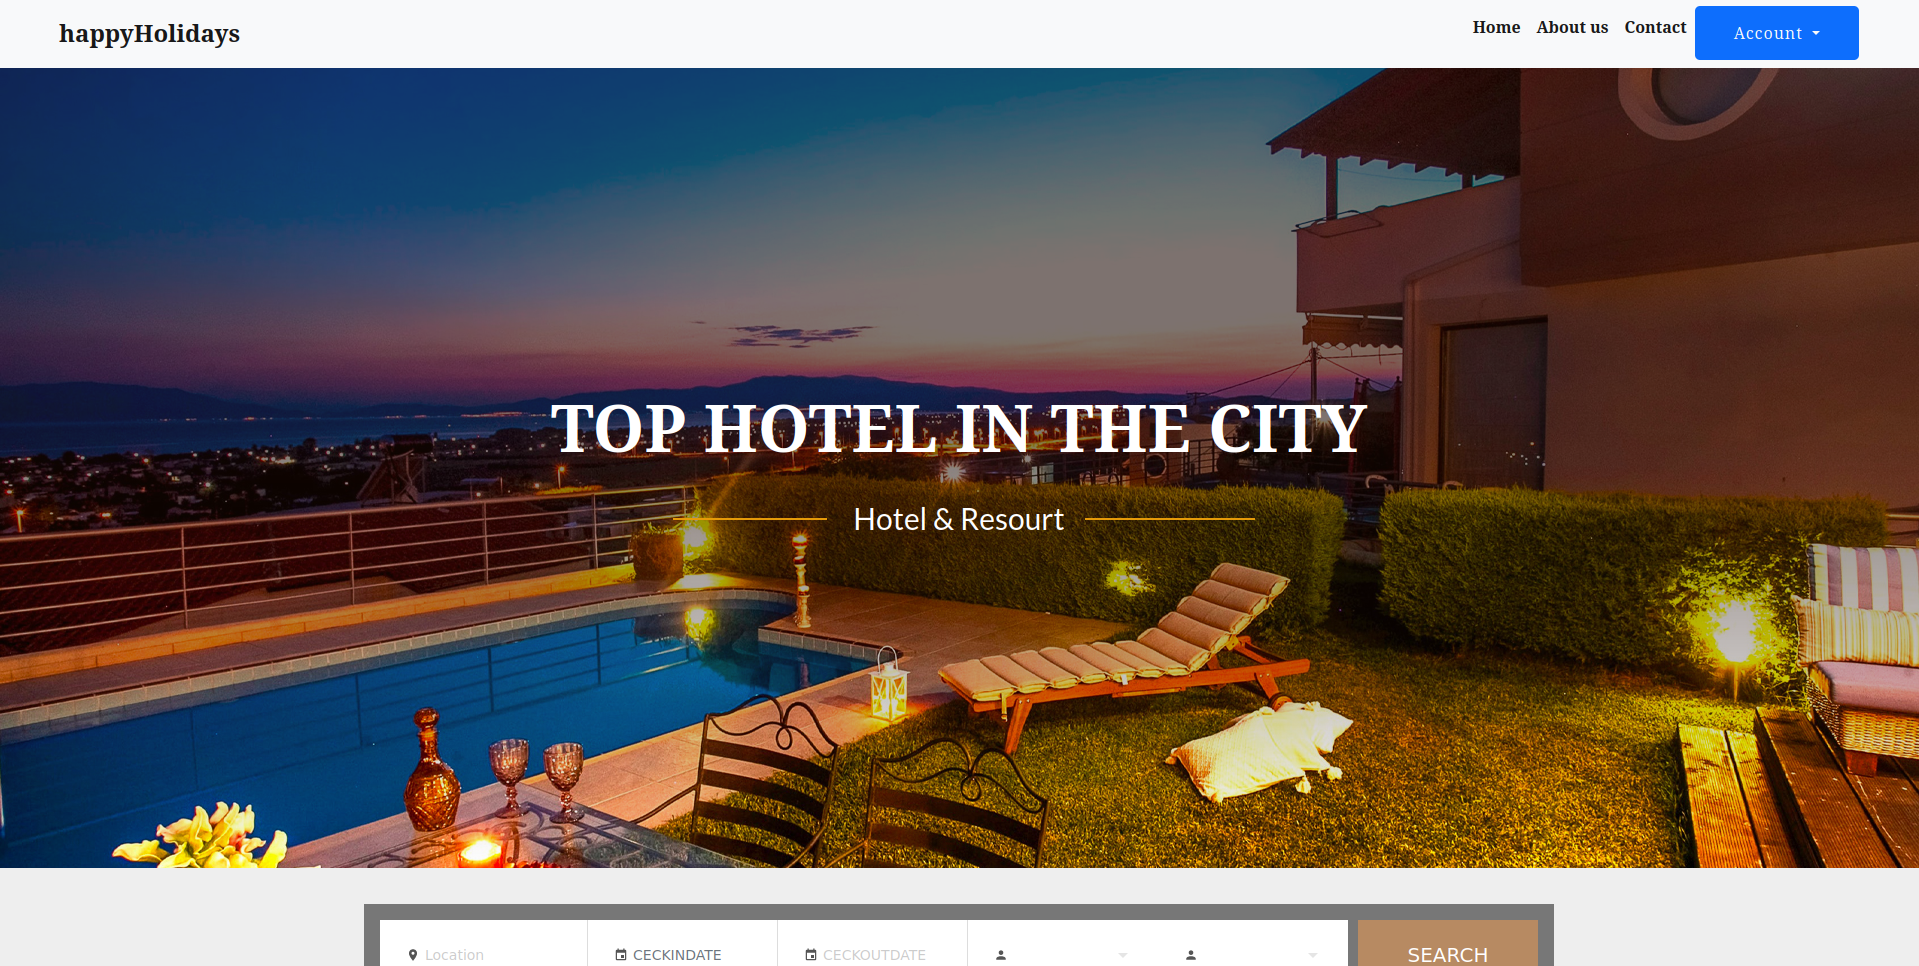 happyHolidays
Home About us Contact Account
TOP HOTEL IN THE CITY
Hotel & Resourt
Location CECKINDATE CECKOUTDATE SEARCH